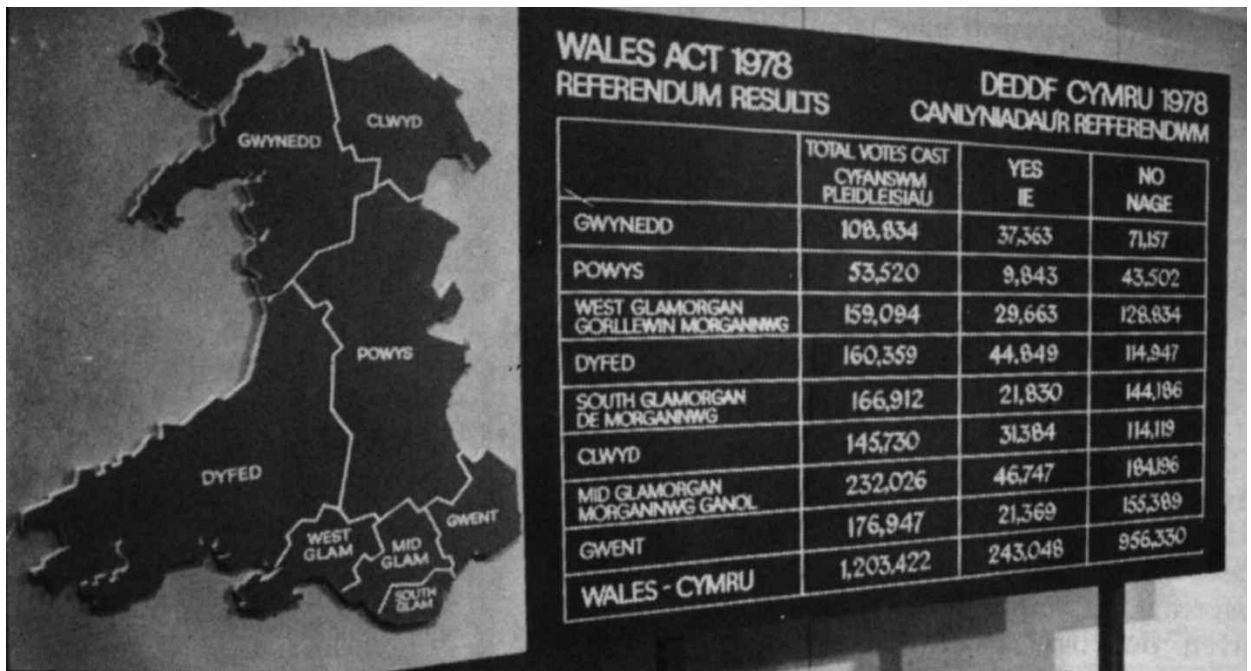 GWYNEDD
CLWYD
POWYS
DYFED
WEST
GLAM
MID
GLAM
GWENT
SOUTH
GLAM
WALES ACT 1978
REFERENDUM RESULTS
DEDDF CYMRU 1978
CANLYNIADAU'R REFFERENDWM
TOTAL VOTES CAST YES NO
CYFANSWM IE NAGE
PLEIDLEISIAU
GWYNEDD 108,834 37,363 71,157
POWYS 53,520 9,843 43,502
WEST GLAMORGAN
GORLLEWIN MORGANNWG 159,094 29,663 128,834
DYFED 160,359 44,849 114,947
SOUTH GLAMORGAN
DE MORGANNWG 166,912 21,830 144,186
CLWYD 145,730 31,384 114,119
MID GLAMORGAN
MORGANNWG GANOL 232,026 46,747 184,196
GWENT 176,947 21,369 155,389
WALES - CYMRU 1,203,422 243,048 956,330